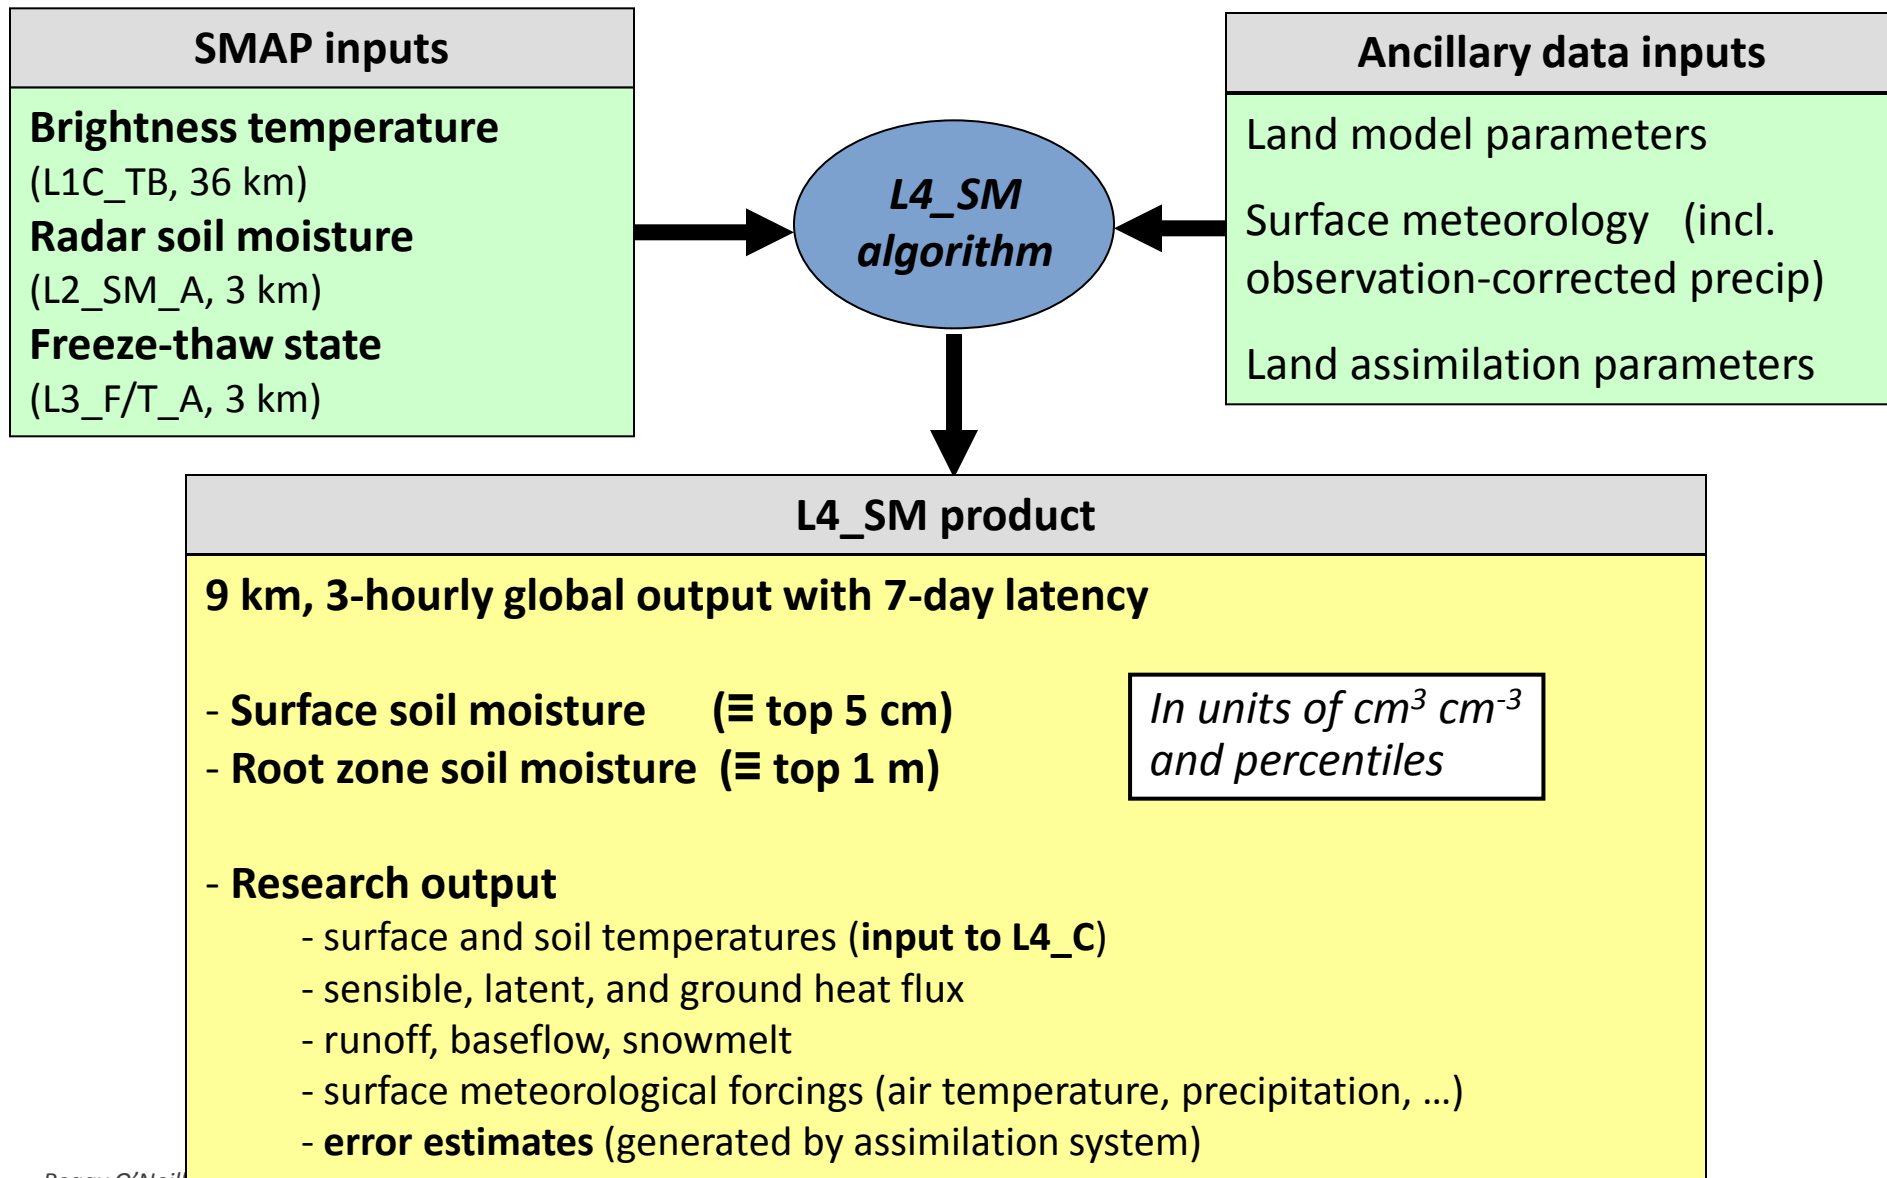 SMAP inputs
Brightness temperature
(L1C_TB, 36 km)
Radar soil moisture
(L2_SM_A, 3 km)
Freeze-thaw state
(L3_F/T_A, 3 km)
L4_SM
algorithm
Ancillary data inputs
Land model parameters
Surface meteorology (incl.
observation-corrected precip)
Land assimilation parameters
L4_SM product
9 km, 3-hourly global output with 7-day latency
- Surface soil moisture (≡ top 5 cm)
- Root zone soil moisture (≡ top 1 m)
In units of cm³ cm⁻³
and percentiles
- Research output
- surface and soil temperatures (input to L4_C)
- sensible, latent, and ground heat flux
- runoff, baseflow, snowmelt
- surface meteorological forcings (air temperature, precipitation, …)
- error estimates (generated by assimilation system)